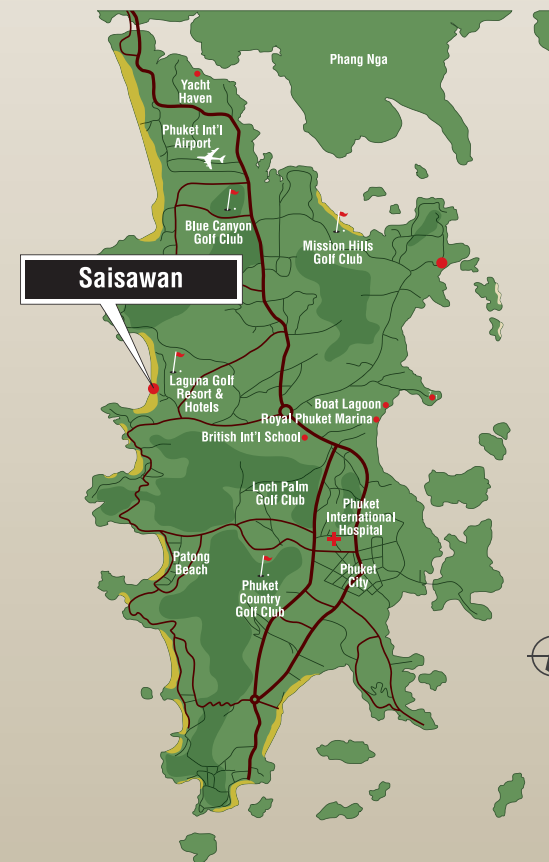 Phang Nga
Yacht
Haven
Phuket Int'l
Airport
Blue Canyon
Golf Club
Mission Hills
Golf Club
Saisawan
Laguna Golf
Resort &
Hotels
Boat Lagoon
Royal Phuket Marina
British Int'l School
Loch Palm
Golf Club
Phuket
International
Hospital
Patong
Beach
Phuket
City
Phuket
Country
Golf Club